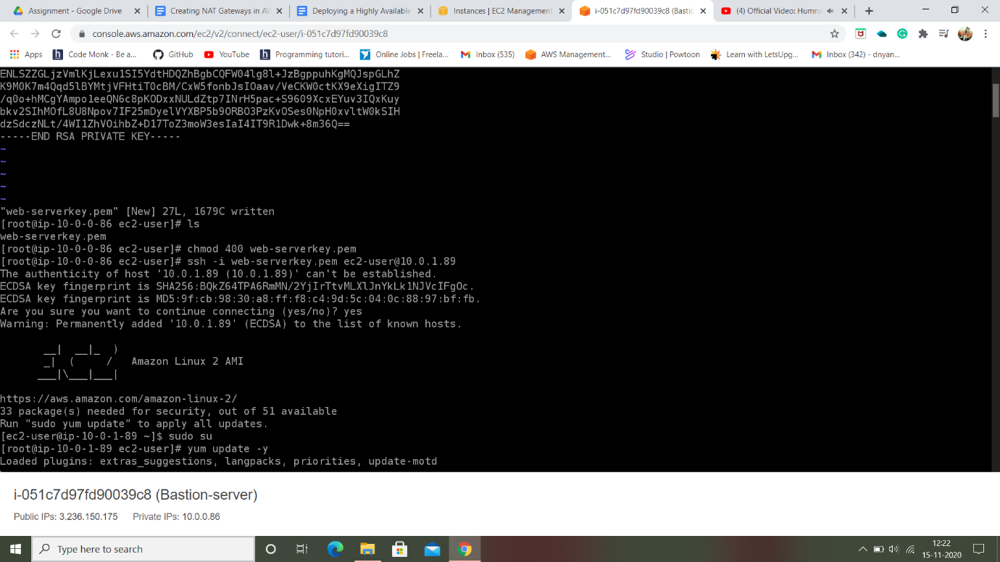 Assignment - Google Drive
Creating NAT Gateways in AW
Deploying a Highly Available
Instances | EC2 Management
i-051c7d97fd90039c8 (Bastio
(4) Official Video: Humna
console.aws.amazon.com/ec2/v2/connect/ec2-user/i-051c7d97fd90039c8
Apps
Code Monk - Be a...
GitHub
YouTube
Programming tutori...
Online Jobs | Freela...
Inbox (535)
AWS Management...
Studio | Powtoon
Learn with LetsUpg...
Inbox (342) - dnyan...
ENLSZZGLjzVmlKjLexu1SI5YdtHDQZhBgbCQFW04lg8l+JzBgppuhKgMQJspGLhZ
K9M0K7m4Qqd5lBYMtjVFHtiT0cBM/CxW5fonbJsIOaav/VeCKW0ctKX9eXigITZ9
/q0o+hMCgYAmpo1eeQN6c8pKODxxNULdZtp7INrH5pac+S9609XcxEYuv3IQxKuy
bkv2SIhMOfL8U8Npov7IF25mDyelVYXBP5b9ORBO3PzKvOSes0NpH0xvltW0kSIH
dzSdczNLt/4WI1ZhVOihbZ+D17ToZ3moW3esIaI4IT9R1Dwk+8m36Q==
-----END RSA PRIVATE KEY-----
~
~
~
~
~
"web-serverkey.pem" [New] 27L, 1679C written
[root@ip-10-0-0-86 ec2-user]# ls
web-serverkey.pem
[root@ip-10-0-0-86 ec2-user]# chmod 400 web-serverkey.pem
[root@ip-10-0-0-86 ec2-user]# ssh -i web-serverkey.pem ec2-user@10.0.1.89
The authenticity of host '10.0.1.89 (10.0.1.89)' can't be established.
ECDSA key fingerprint is SHA256:BQkZ64TPA6RmMN/2YjIrTtvMLXlJnYkLk1NJVcIFgOc.
ECDSA key fingerprint is MD5:9f:cb:98:30:a8:ff:f8:c4:9d:5c:04:0c:88:97:bf:fb.
Are you sure you want to continue connecting (yes/no)? yes
Warning: Permanently added '10.0.1.89' (ECDSA) to the list of known hosts.
__|  __|_  )
_|  (     /   Amazon Linux 2 AMI
___|\___|___|
https://aws.amazon.com/amazon-linux-2/
33 package(s) needed for security, out of 51 available
Run "sudo yum update" to apply all updates.
[ec2-user@ip-10-0-1-89 ~]$ sudo su
[root@ip-10-0-1-89 ec2-user]# yum update -y
Loaded plugins: extras_suggestions, langpacks, priorities, update-motd
i-051c7d97fd90039c8 (Bastion-server)
Public IPs: 3.236.150.175 Private IPs: 10.0.0.86
Type here to search
12:22
15-11-2020